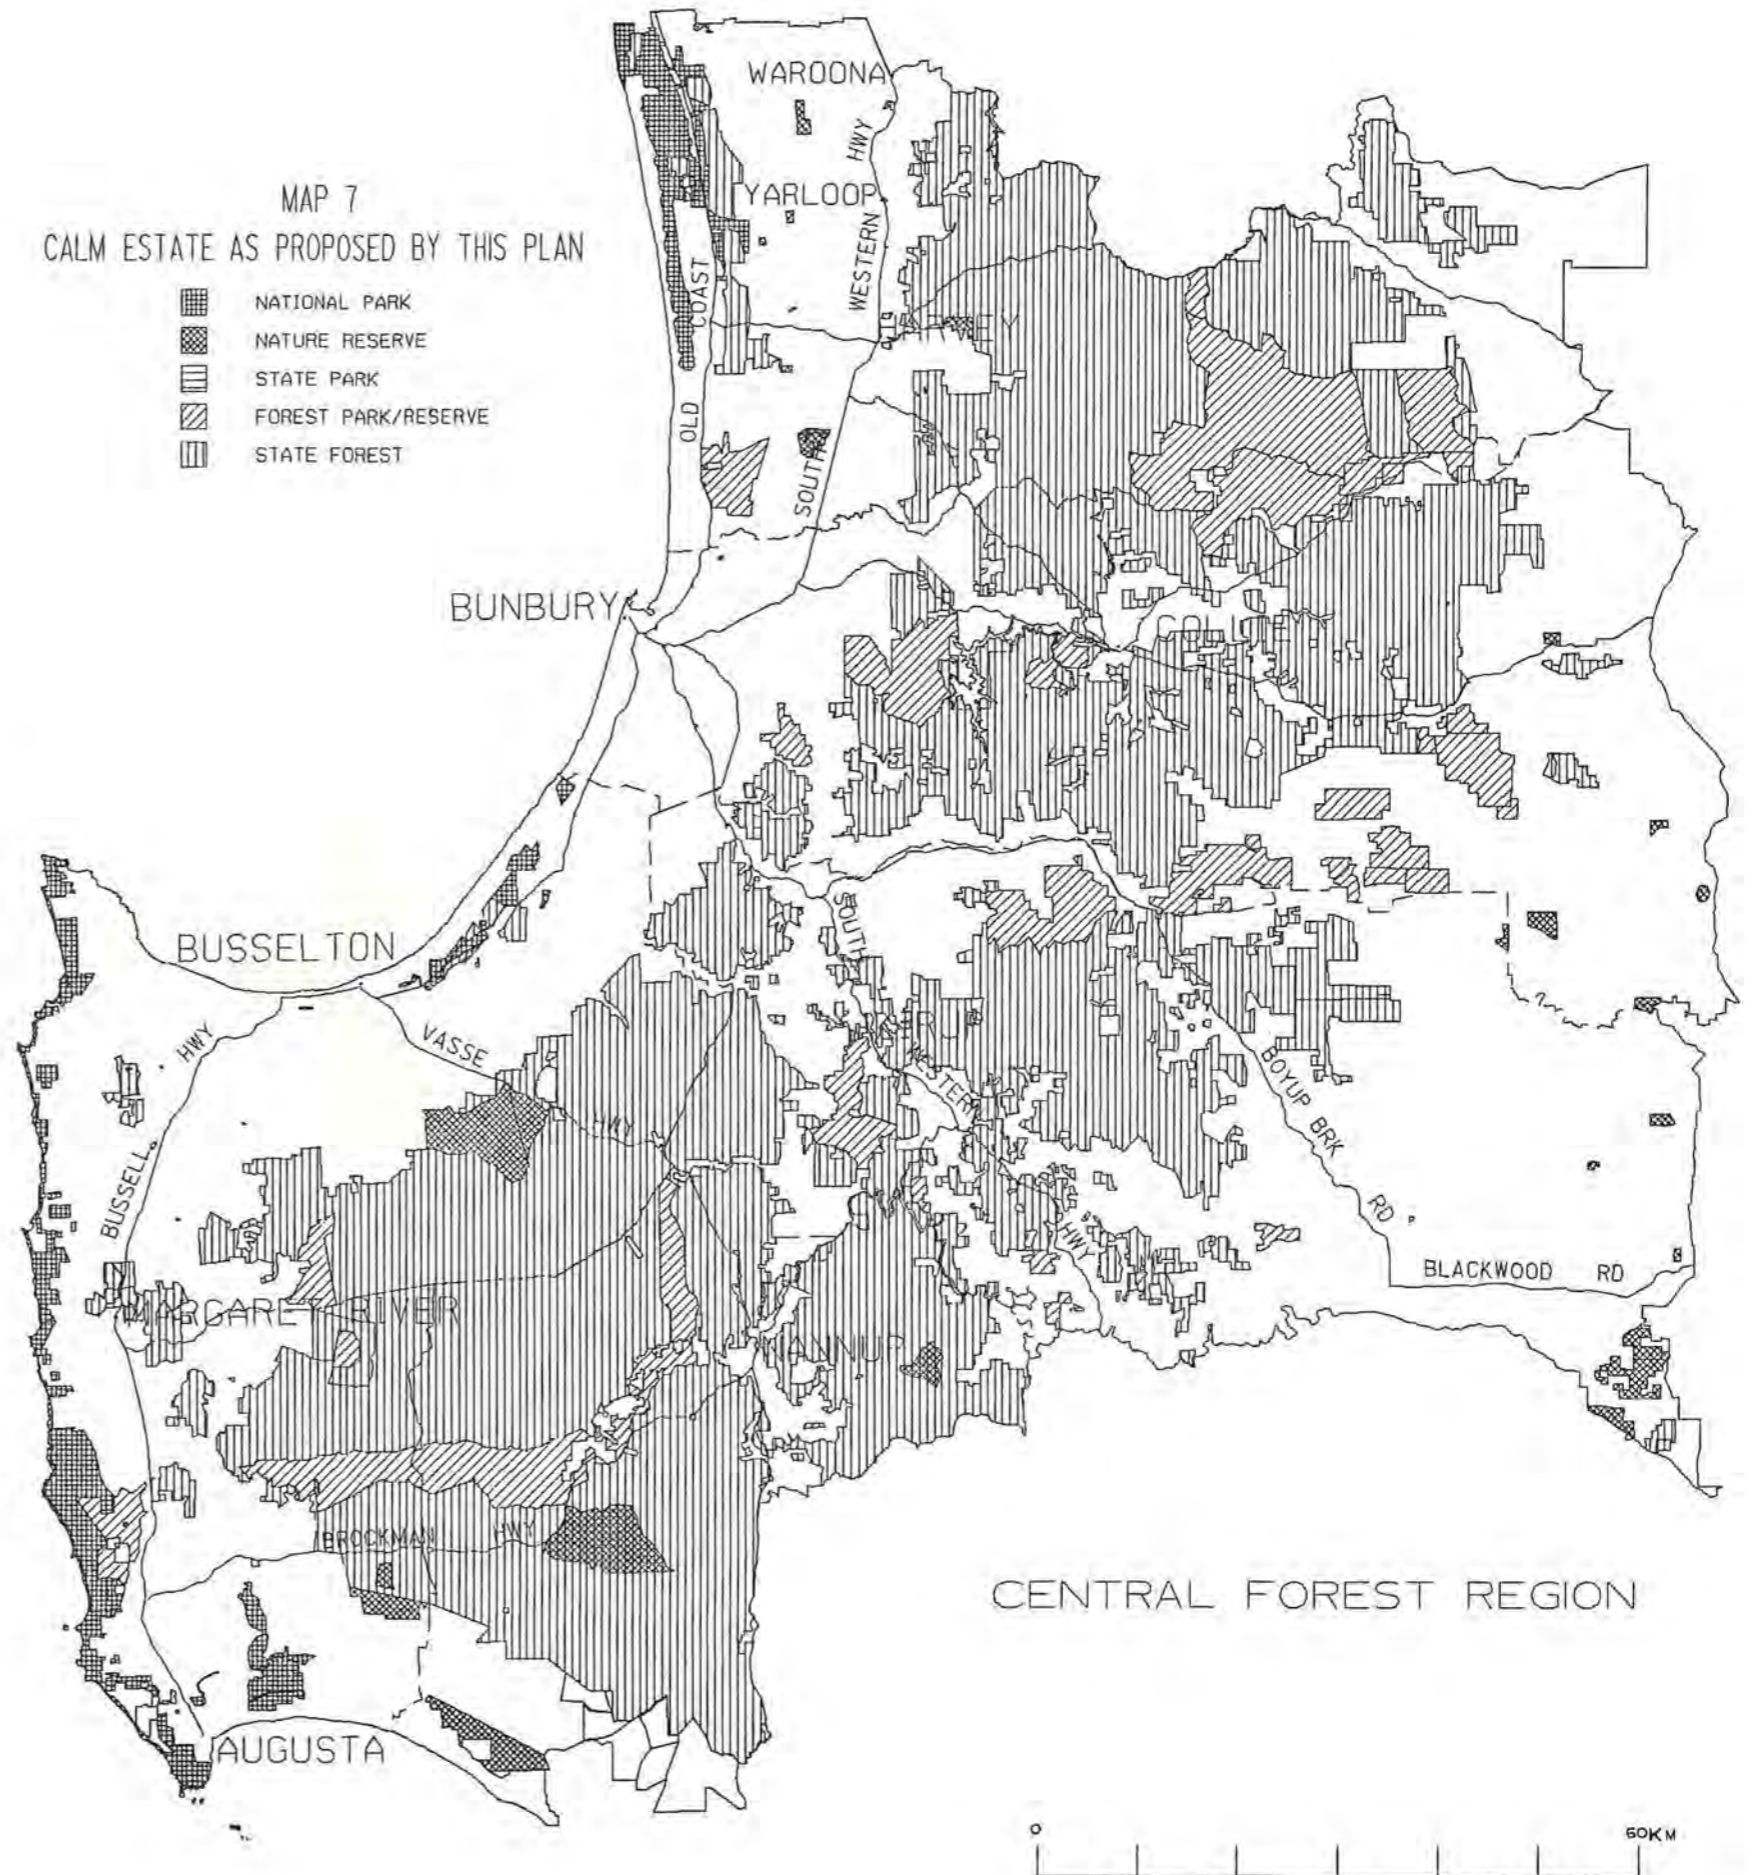 MAP 7
CALM ESTATE AS PROPOSED BY THIS PLAN
NATIONAL PARK
NATURE RESERVE
STATE PARK
FOREST PARK/RESERVE
STATE FOREST
WAROONA
HWY
YARLOOP
WESTERN
COAST
OLD
SOUTH
BUNBURY
BUSSELTON
SOUTH
HWY
VASSE
WESTERN
BOYUP BRK
HWY
BUSSELL
RD
HWY
BLACKWOOD RD
MARGARET RIVER
NANNUP
BROCKMAN HWY
CENTRAL FOREST REGION
AUGUSTA
0 60KM